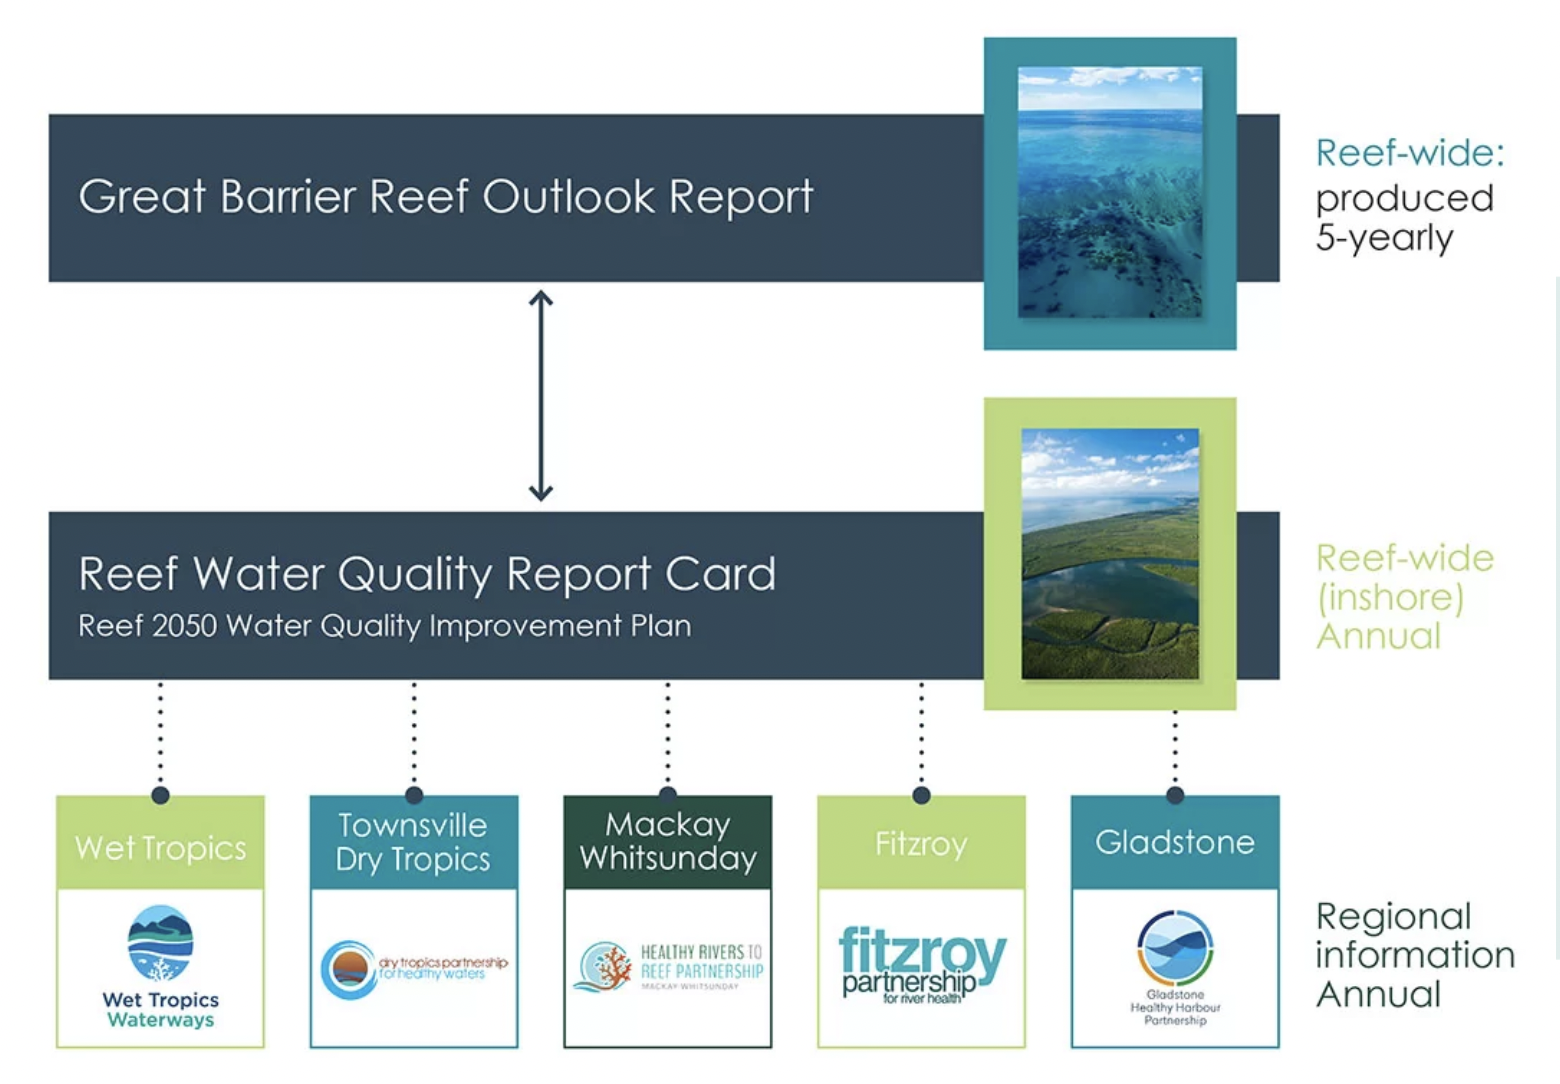 Great Barrier Reef Outlook Report
Reef-wide:
produced
5-yearly
Reef Water Quality Report Card
Reef 2050 Water Quality Improvement Plan
Reef-wide
(inshore)
Annual
Wet Tropics
Townsville
Dry Tropics
Mackay
Whitsunday
Fitzroy
Gladstone
Wet Tropics
Waterways
dry tropics partnership
for healthy waters
HEALTHY RIVERS TO
REEF PARTNERSHIP
MACKAY-WHITSUNDAY
fitzroy
partnership
for river health
Gladstone
Healthy Harbour
Partnership
Regional
information
Annual